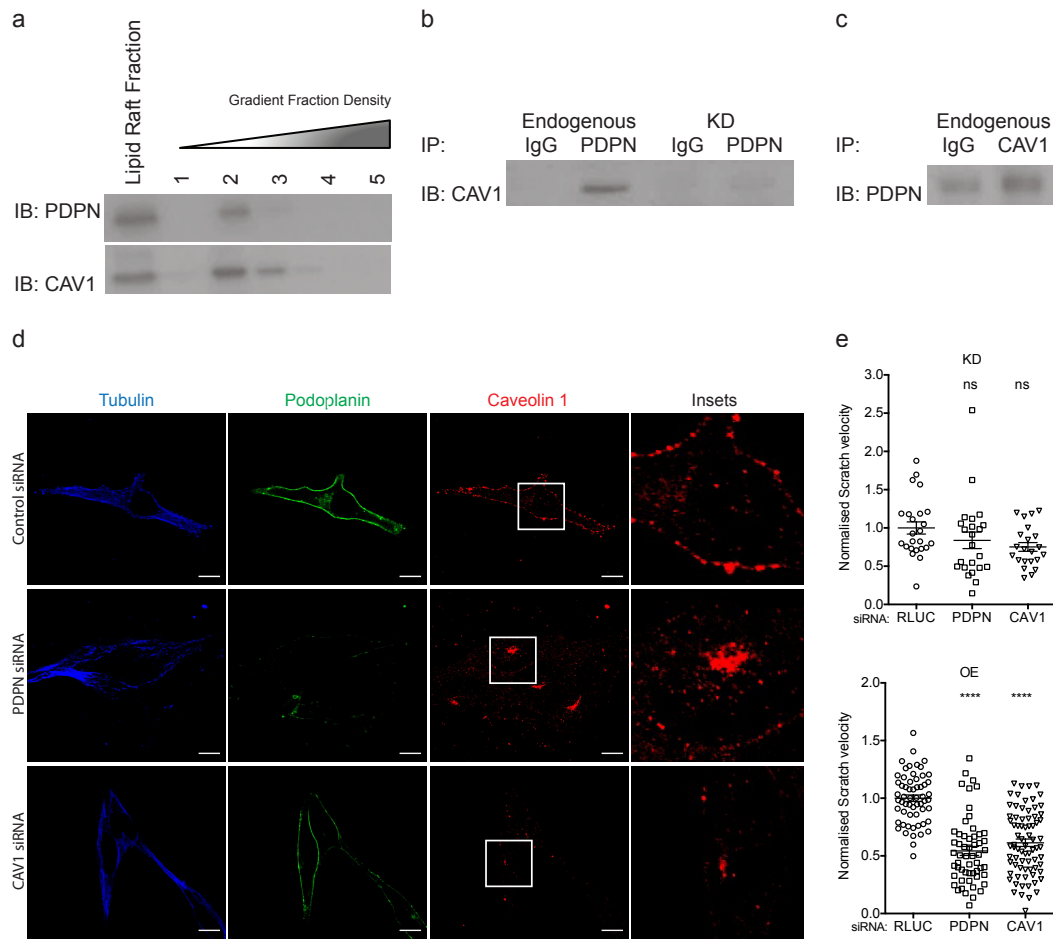 a
Lipid Raft Fraction
Gradient Fraction Density
1 2 3 4 5
IB: PDPN
IB: CAV1
b
Endogenous KD
IP: IgG PDPN IgG PDPN
IB: CAV1
c
Endogenous
IP: IgG CAV1
IB: PDPN
d
Tubulin Podoplanin Caveolin 1 Insets
Control siRNA
PDPN siRNA
CAV1 siRNA
e
KD
ns ns
Normalised Scratch velocity
3.0
2.5
2.0
1.5
1.0
0.5
0.0
siRNA: RLUC PDPN CAV1
OE
**** ****
Normalised Scratch velocity
2.0
1.5
1.0
0.5
0.0
siRNA: RLUC PDPN CAV1